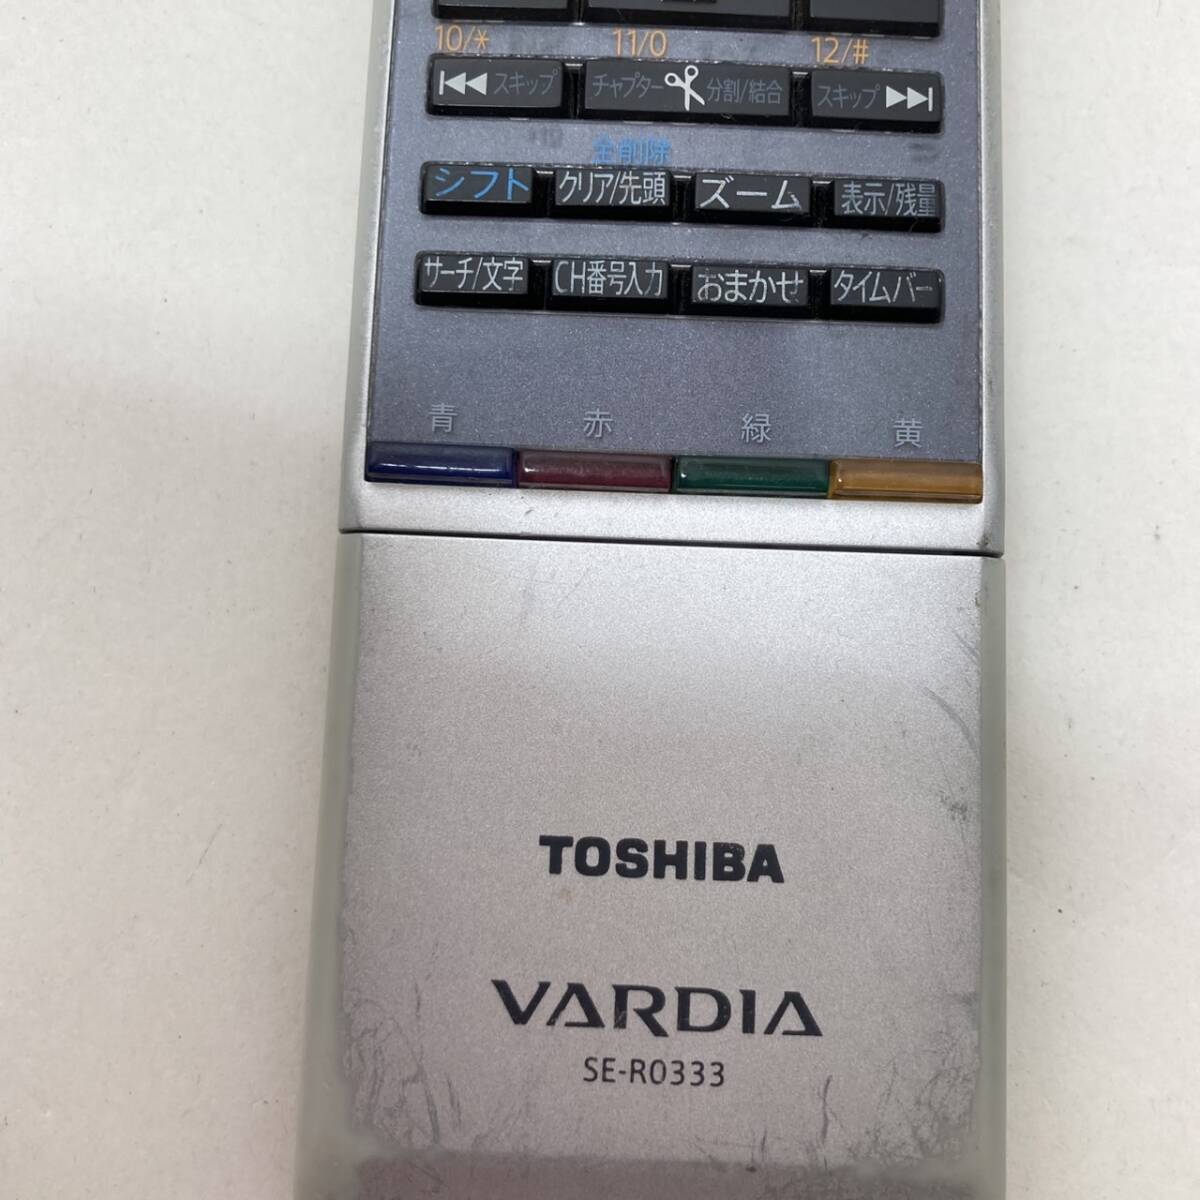 10/* 11/0 12/#
スキップ チャプター 分割/結合 スキップ
全削除
シフト クリア/先頭 ズーム 表示/残量
サーチ/文字 CH番号入力 おまかせ タイムバー
青 赤 緑 黄
TOSHIBA
VARDIA
SE-R0333